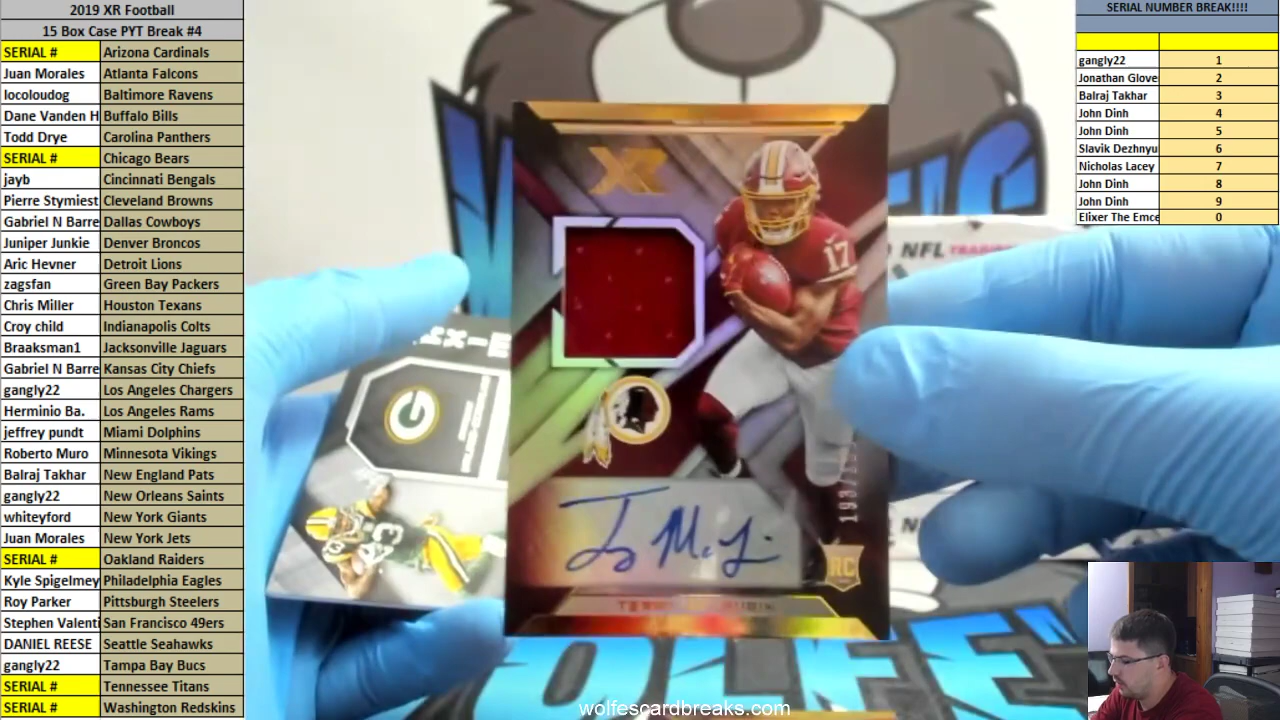 2019 XR Football
15 Box Case PYT Break #4
SERIAL # Arizona Cardinals
Juan Morales Atlanta Falcons
locoloudog Baltimore Ravens
Dane Vanden H Buffalo Bills
Todd Drye Carolina Panthers
SERIAL # Chicago Bears
jayb Cincinnati Bengals
Pierre Stymiest Cleveland Browns
Gabriel N Barre Dallas Cowboys
Juniper Junkie Denver Broncos
Aric Hevner Detroit Lions
zagsfan Green Bay Packers
Chris Miller Houston Texans
Croy child Indianapolis Colts
Braaksman1 Jacksonville Jaguars
Gabriel N Barre Kansas City Chiefs
gangly22 Los Angeles Chargers
Herminio Ba. Los Angeles Rams
jeffrey pundt Miami Dolphins
Roberto Muro Minnesota Vikings
Balraj Takhar New England Pats
gangly22 New Orleans Saints
whiteyford New York Giants
Juan Morales New York Jets
SERIAL # Oakland Raiders
Kyle Spigelmey Philadelphia Eagles
Roy Parker Pittsburgh Steelers
Stephen Valenti San Francisco 49ers
DANIEL REESE Seattle Seahawks
gangly22 Tampa Bay Bucs
SERIAL # Tennessee Titans
SERIAL # Washington Redskins
SERIAL NUMBER BREAK!!!!
gangly22 1
Jonathan Glove 2
Balraj Takhar 3
John Dinh 4
John Dinh 5
Slavik Dezhnyu 6
Nicholas Lacey 7
John Dinh 8
John Dinh 9
Elixer The Emce 0
XR
17
RC
G
NFL
wolfescardbreaks.com